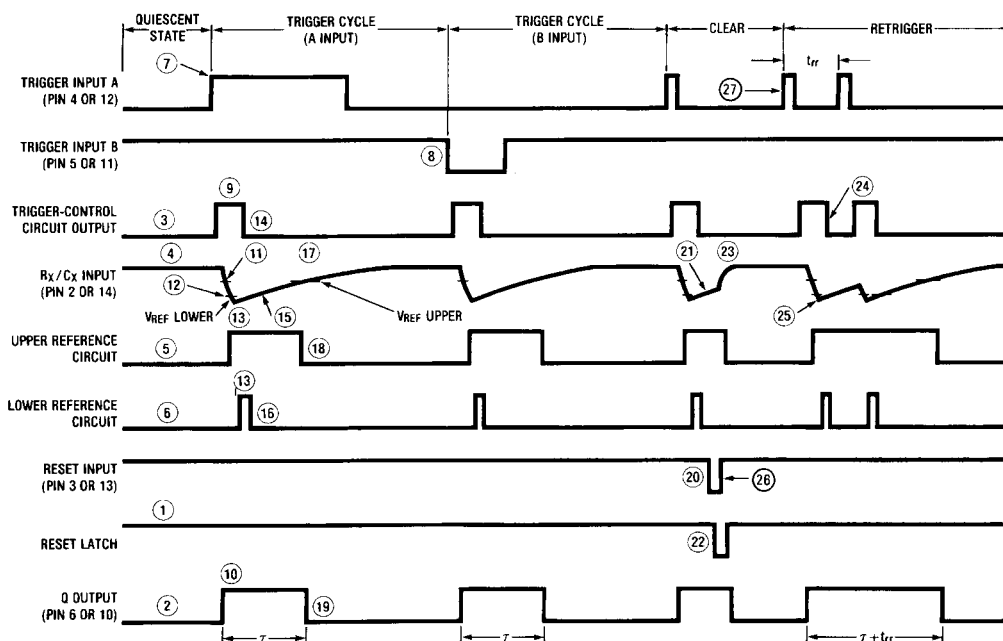 QUIESCENT
STATE
TRIGGER CYCLE
(A INPUT)
TRIGGER CYCLE
(B INPUT)
CLEAR
RETRIGGER
trr
7
27
TRIGGER INPUT A
(PIN 4 OR 12)
TRIGGER INPUT B
(PIN 5 OR 11)
8
9
24
TRIGGER-CONTROL
CIRCUIT OUTPUT
3
14
4
11
17
21
23
RX/CX INPUT
(PIN 2 OR 14)
12
VREF LOWER
13
15
VREF UPPER
25
UPPER REFERENCE
CIRCUIT
5
18
13
LOWER REFERENCE
CIRCUIT
6
16
RESET INPUT
(PIN 3 OR 13)
20
26
1
RESET LATCH
22
10
Q OUTPUT
(PIN 6 OR 10)
2
19
τ
τ
τ + trr